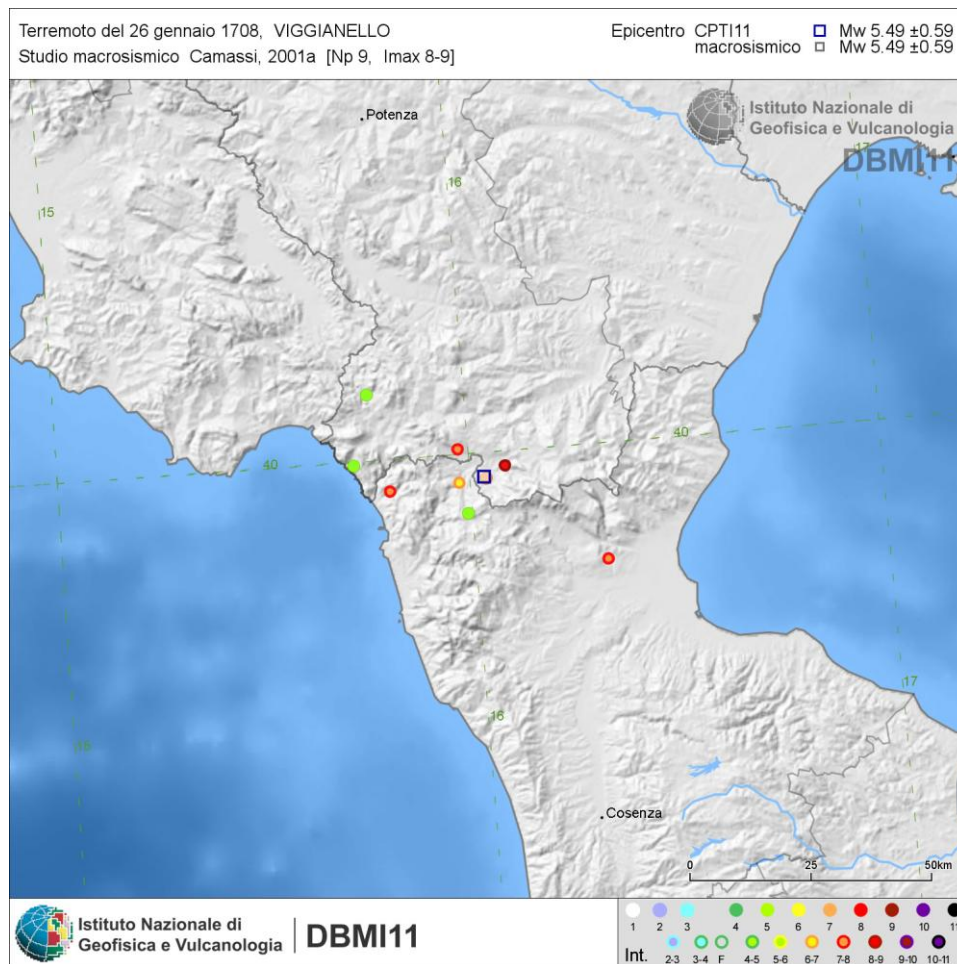 Terremoto del 26 gennaio 1708, VIGGIANELLO
Studio macrosismico Camassi, 2001a [Np 9, Imax 8-9]
Epicentro CPTI11 Mw 5.49 ±0.59
macrosismico Mw 5.49 ±0.59
Potenza
Istituto Nazionale di
Geofisica e Vulcanologia
DBMI11
17
16
15
40
40
17
16
15
Cosenza
0 25 50km
Istituto Nazionale di
Geofisica e Vulcanologia
DBMI11
1 2 3 4 5 6 7 8 9 10 11
Int. 2-3 3-4 F 4-5 5-6 6-7 7-8 8-9 9-10 10-11